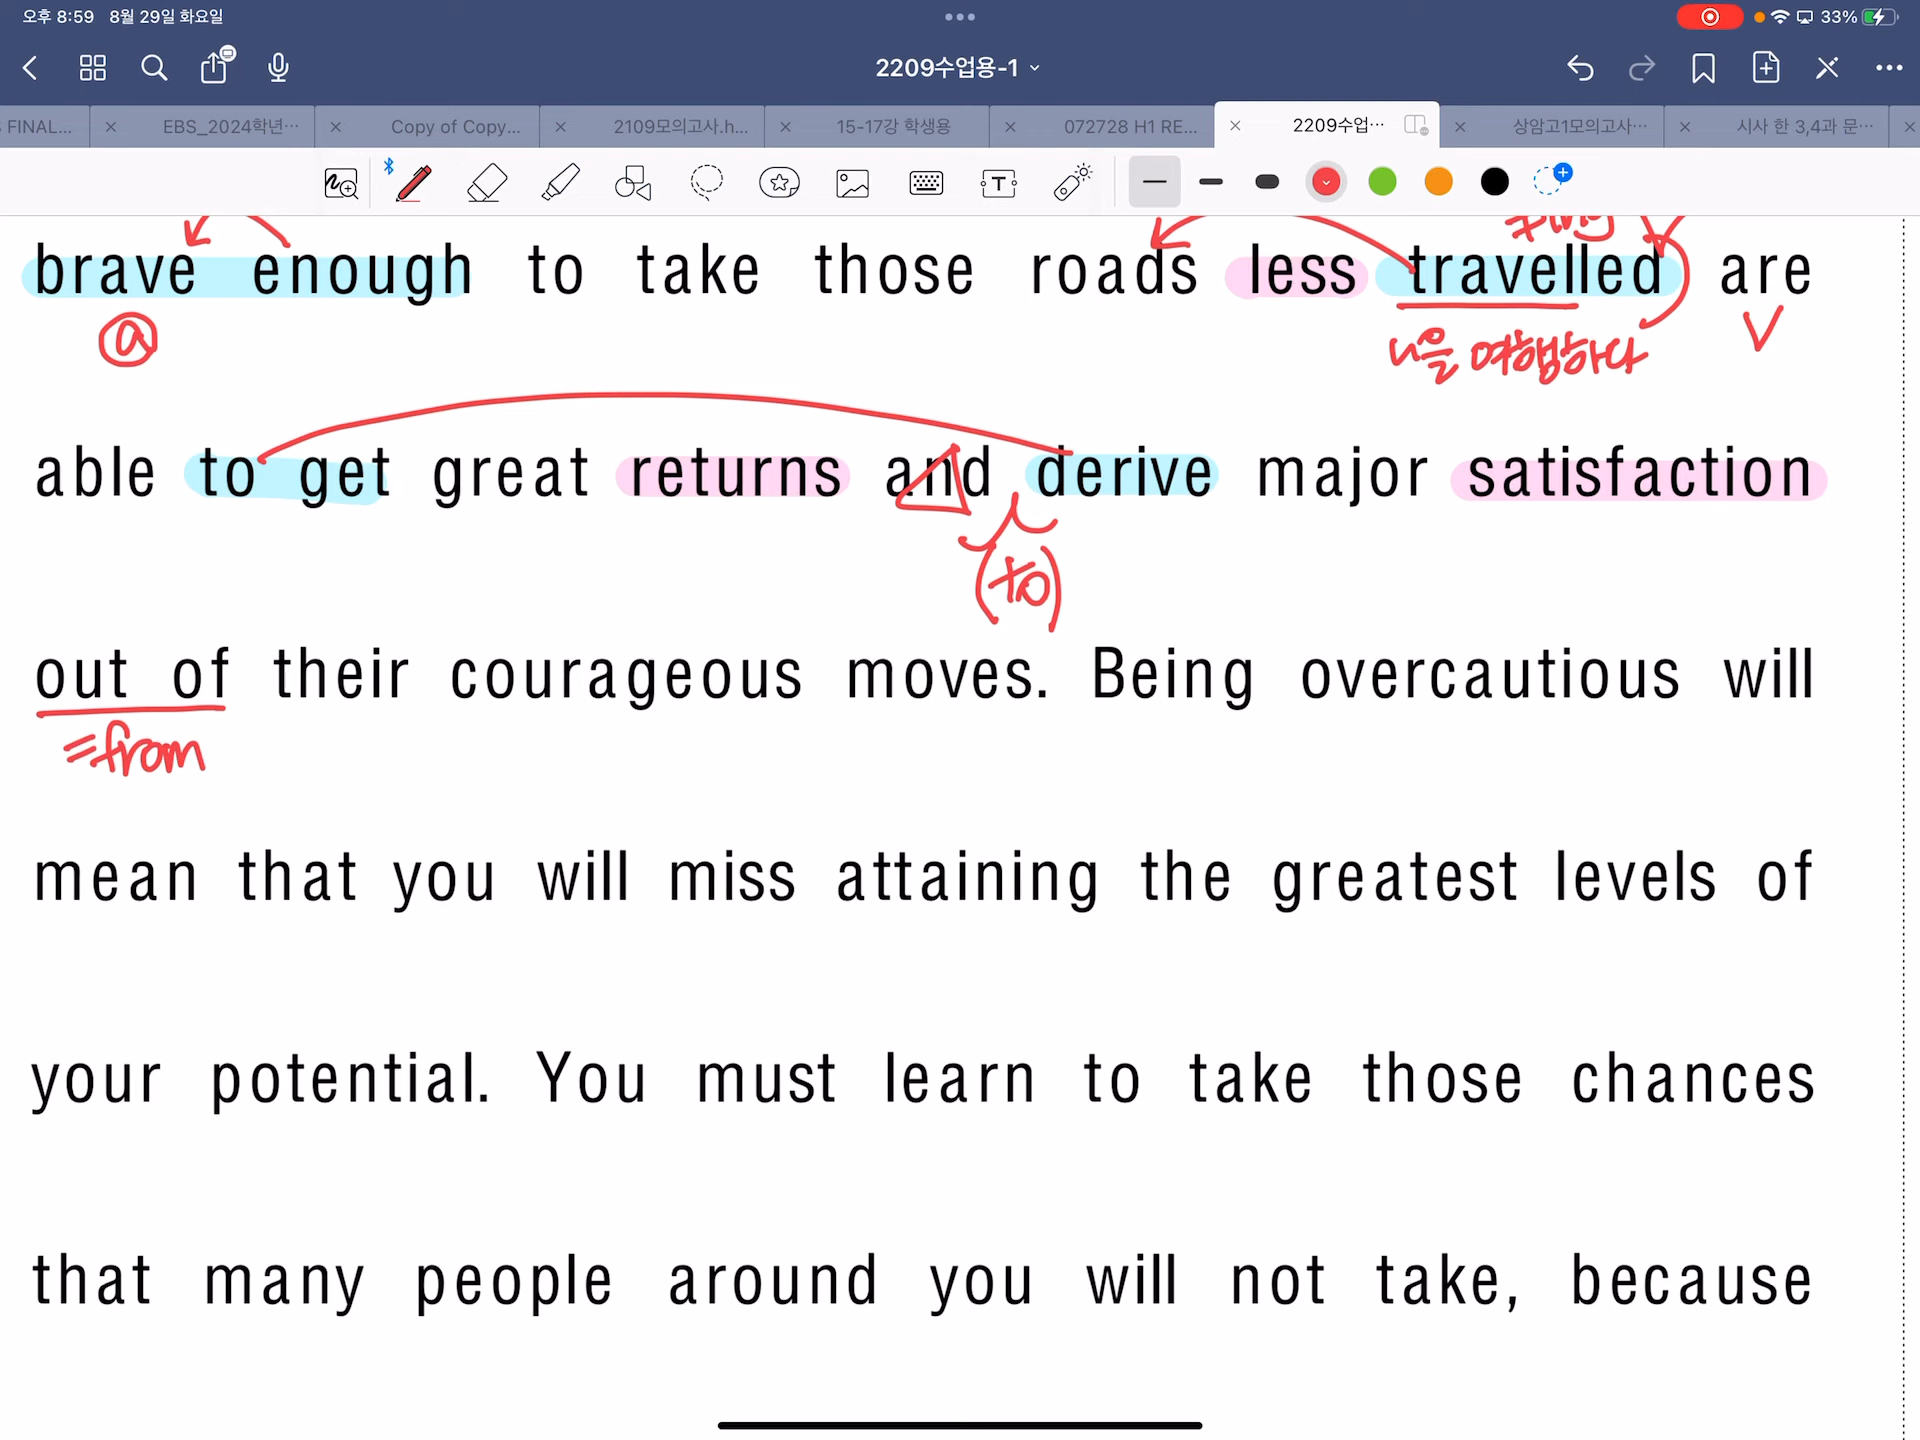 오후 8:59 8월 29일 화요일
33%
2209수업용-1
FINAL...
EBS_2024학년…
Copy of Copy...
2109모의고사.h...
15-17강 학생용
072728 H1 RE...
2209수업…
상암고1모의고사…
시사 한 3,4과 문…
brave enough to take those roads less travelled are
ⓐ
~을 여행하다
V
able to get great returns and derive major satisfaction
(to)
out of their courageous moves. Being overcautious will
=from
mean that you will miss attaining the greatest levels of
your potential. You must learn to take those chances
that many people around you will not take, because